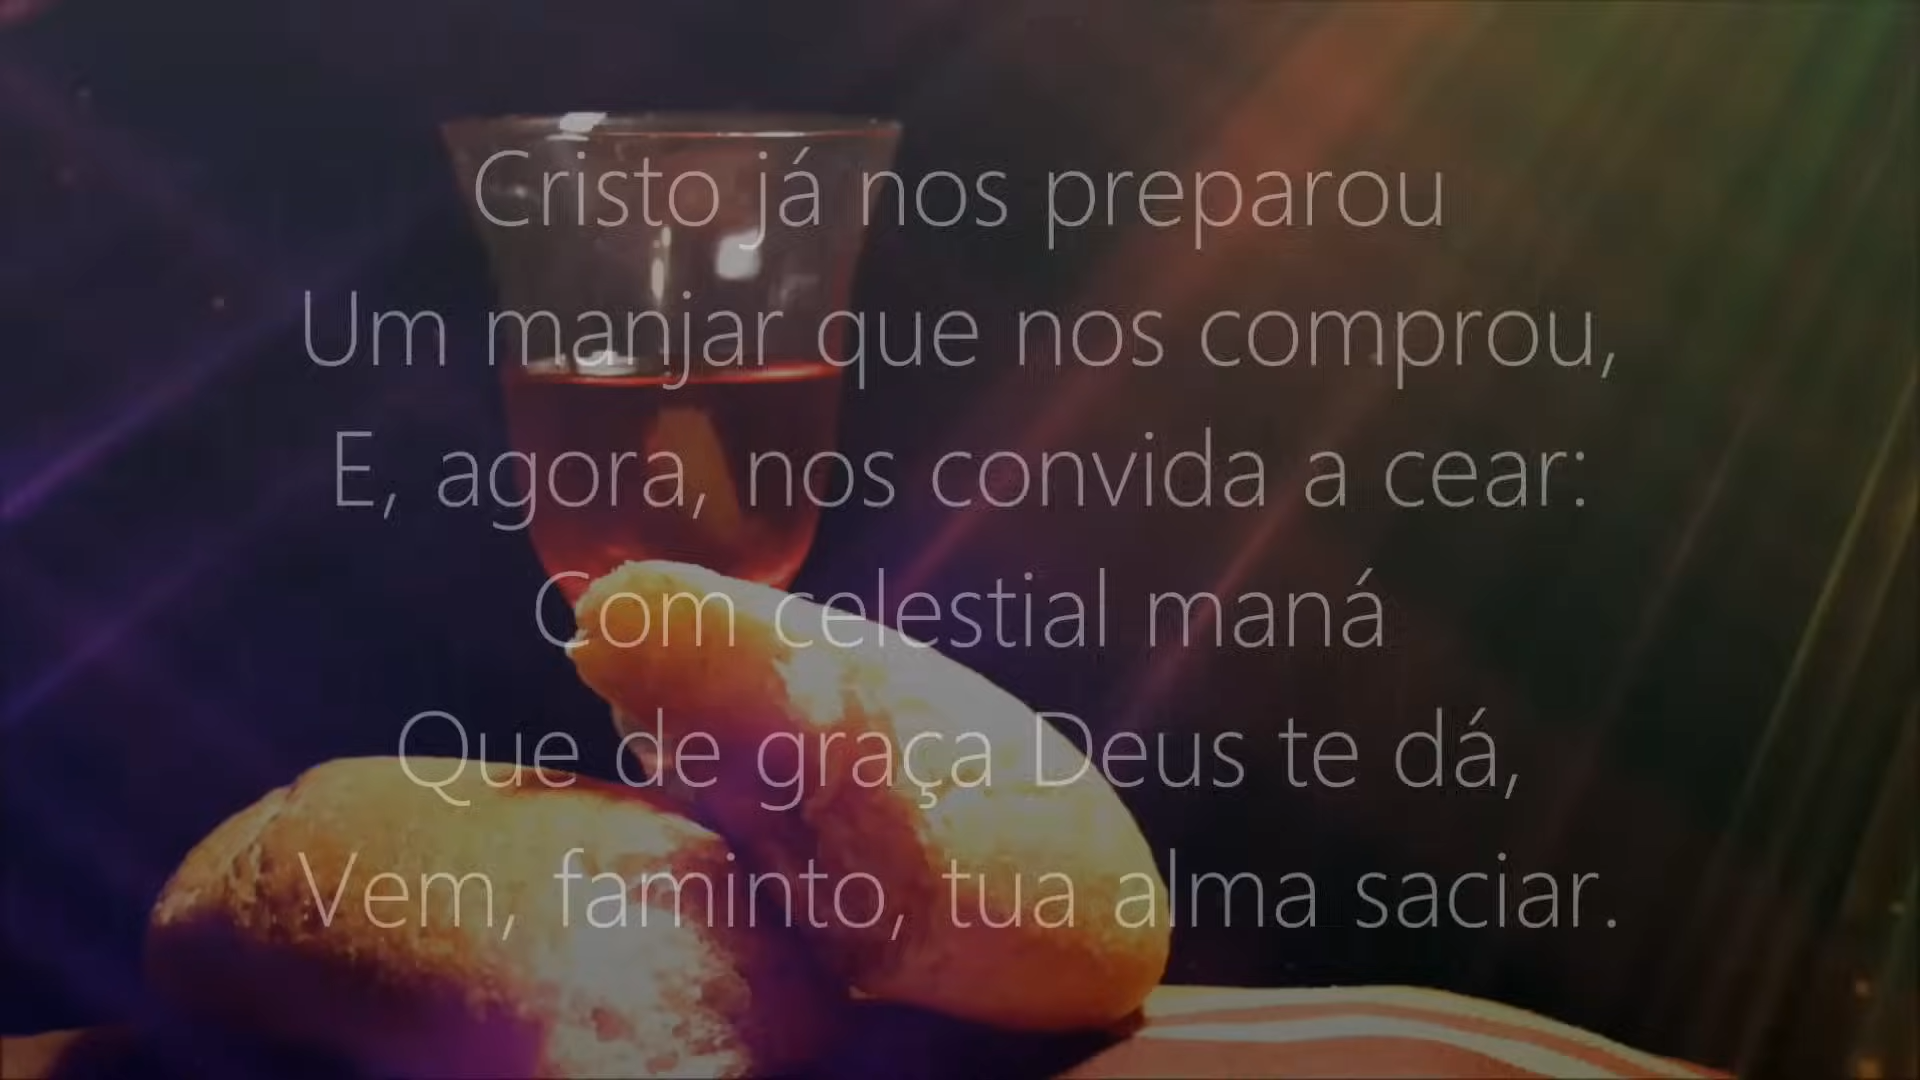 Cristo já nos preparou
Um manjar que nos comprou,
E, agora, nos convida a cear:
Com celestial maná
Que de graça Deus te dá,
Vem, faminto, tua alma saciar.